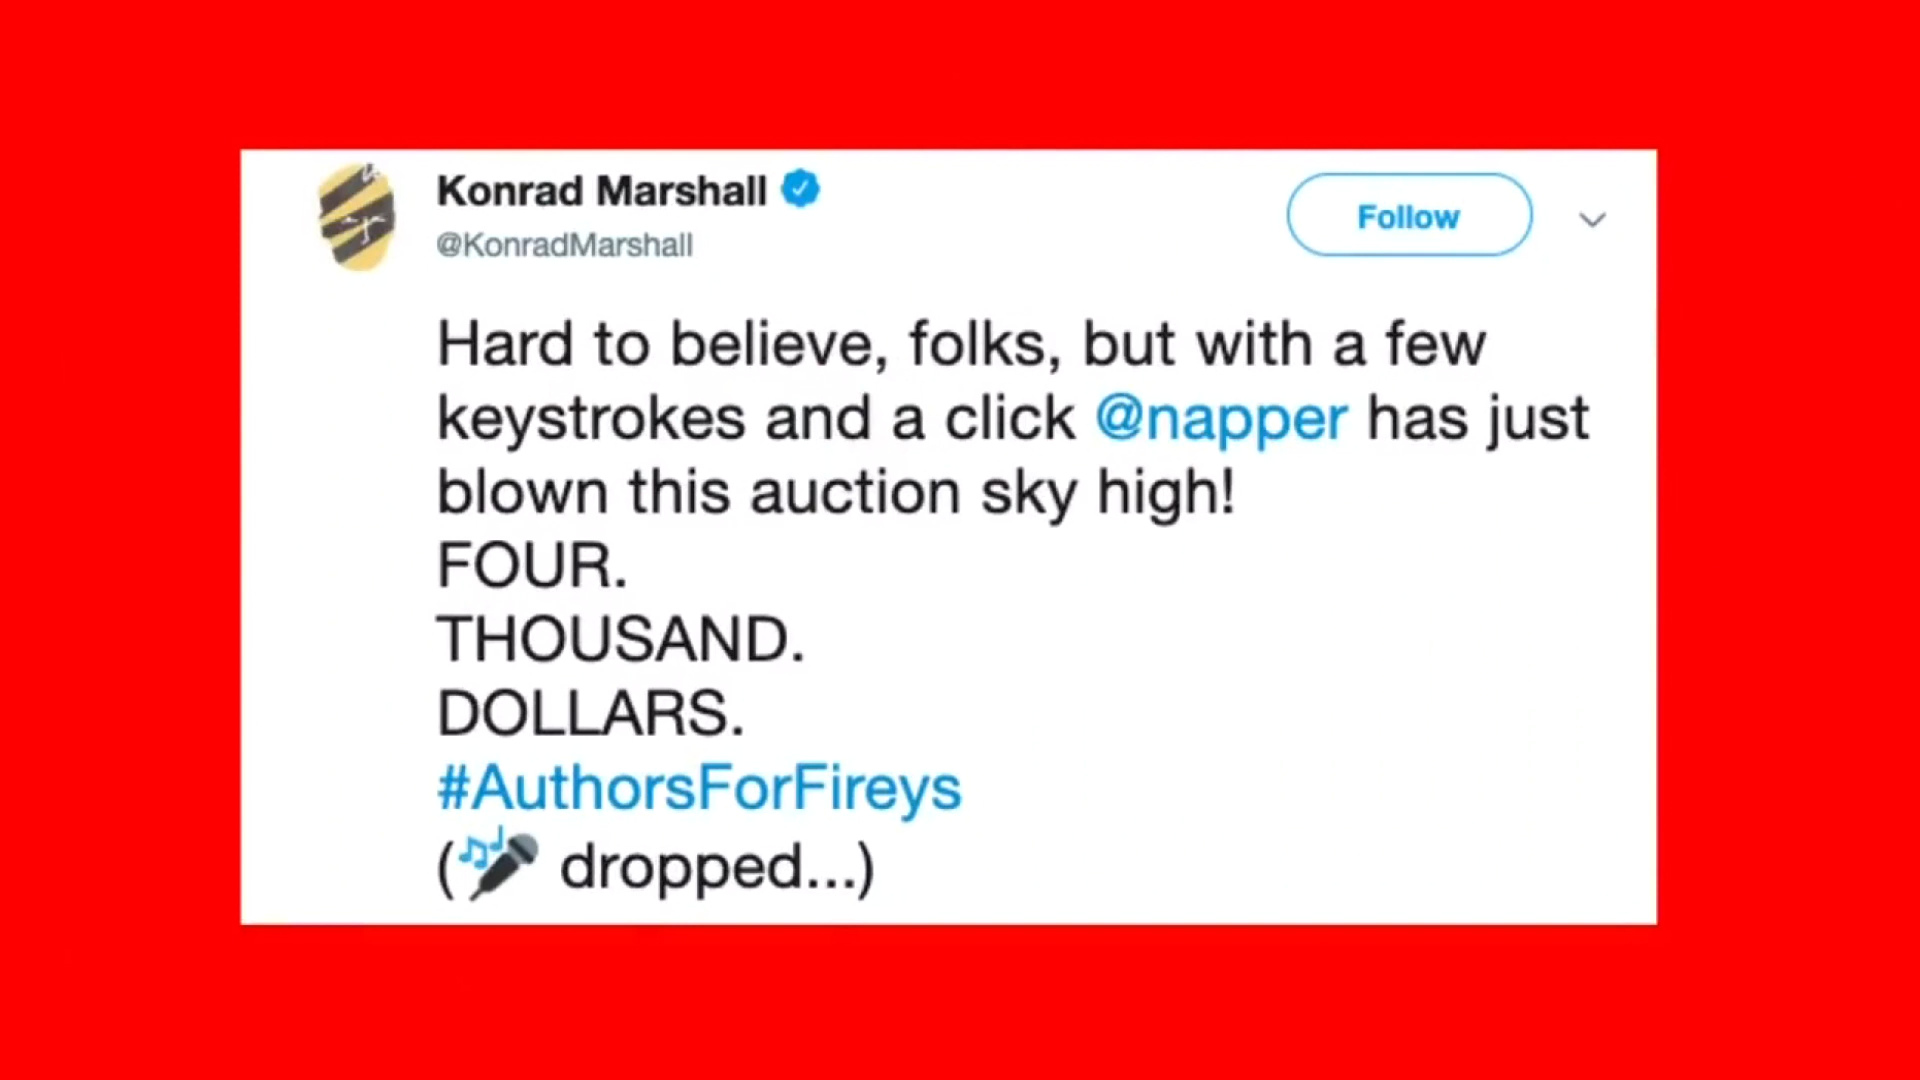 Konrad Marshall
@KonradMarshall
Follow
Hard to believe, folks, but with a few
keystrokes and a click @napper has just
blown this auction sky high!
FOUR.
THOUSAND.
DOLLARS.
#AuthorsForFireys
(🎤 dropped...)